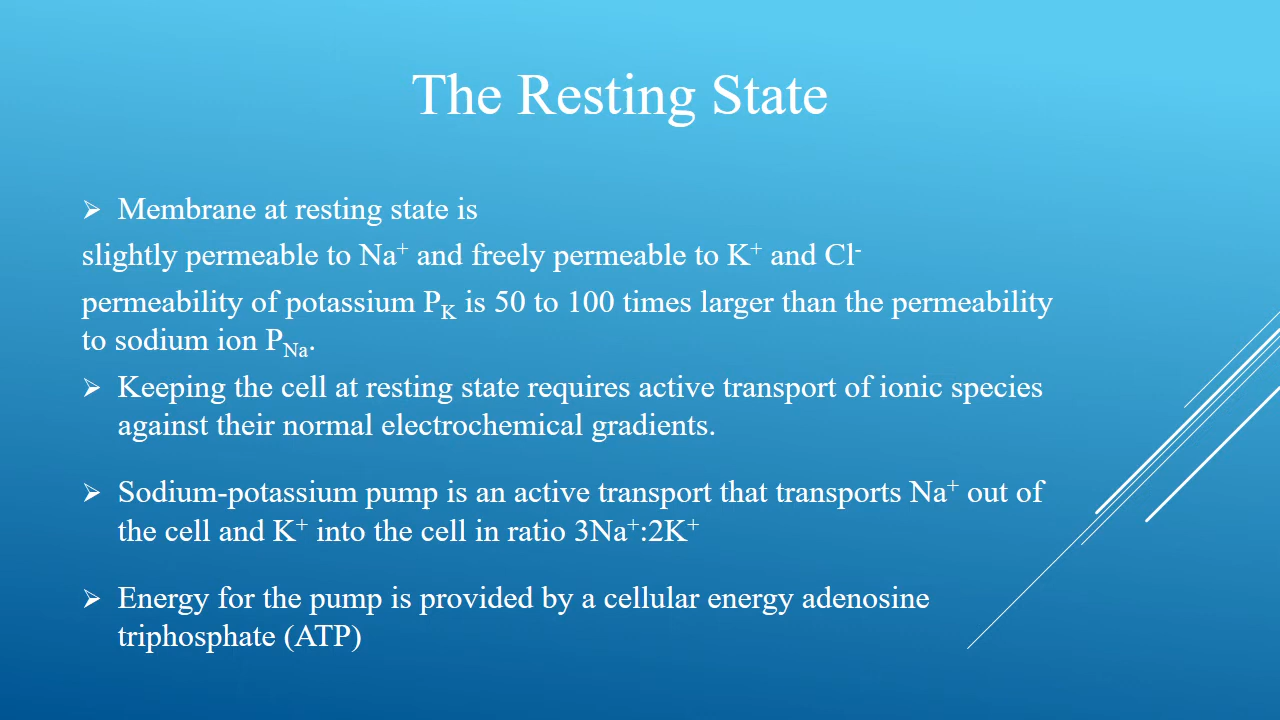 The Resting State
➢ Membrane at resting state is
slightly permeable to Na⁺ and freely permeable to K⁺ and Cl⁻
permeability of potassium P_K is 50 to 100 times larger than the permeability
to sodium ion P_Na.
➢ Keeping the cell at resting state requires active transport of ionic species
against their normal electrochemical gradients.
➢ Sodium-potassium pump is an active transport that transports Na⁺ out of
the cell and K⁺ into the cell in ratio 3Na⁺:2K⁺
➢ Energy for the pump is provided by a cellular energy adenosine
triphosphate (ATP)